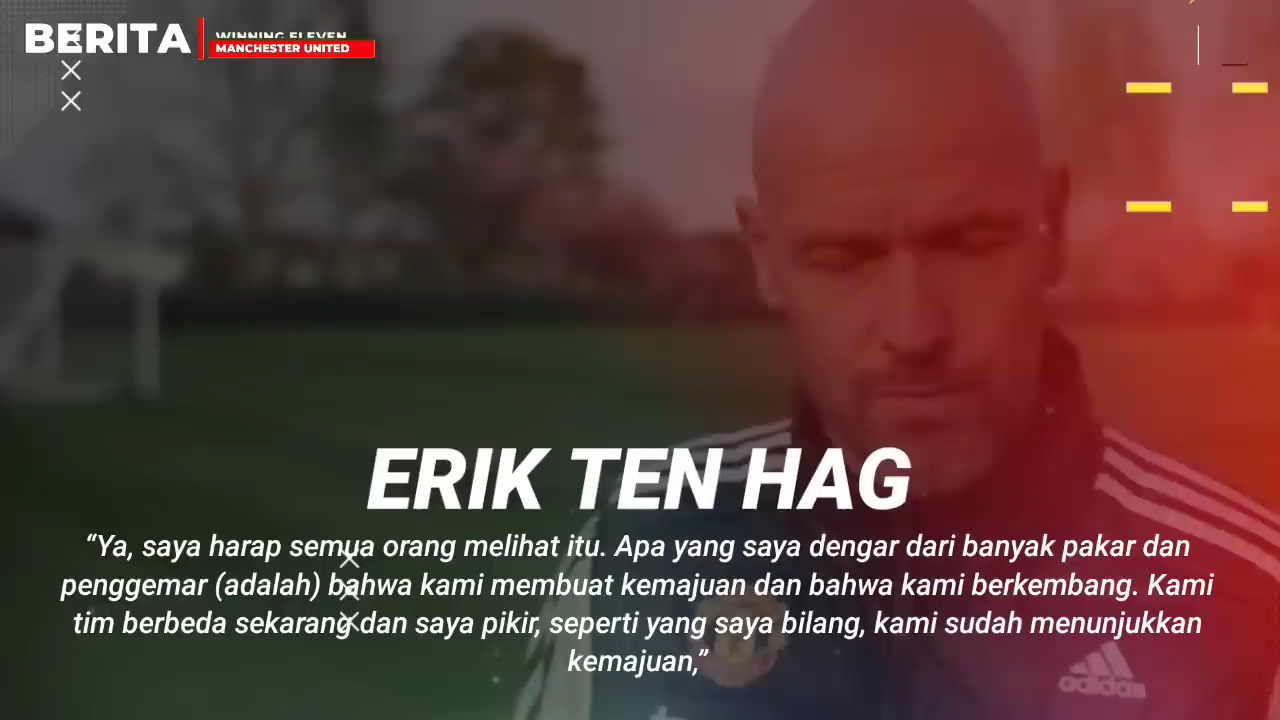 BERITA
WINNING ELEVEN
MANCHESTER UNITED
ERIK TEN HAG
“Ya, saya harap semua orang melihat itu. Apa yang saya dengar dari banyak pakar dan
penggemar (adalah) bahwa kami membuat kemajuan dan bahwa kami berkembang. Kami
tim berbeda sekarang dan saya pikir, seperti yang saya bilang, kami sudah menunjukkan
kemajuan,”
adidas